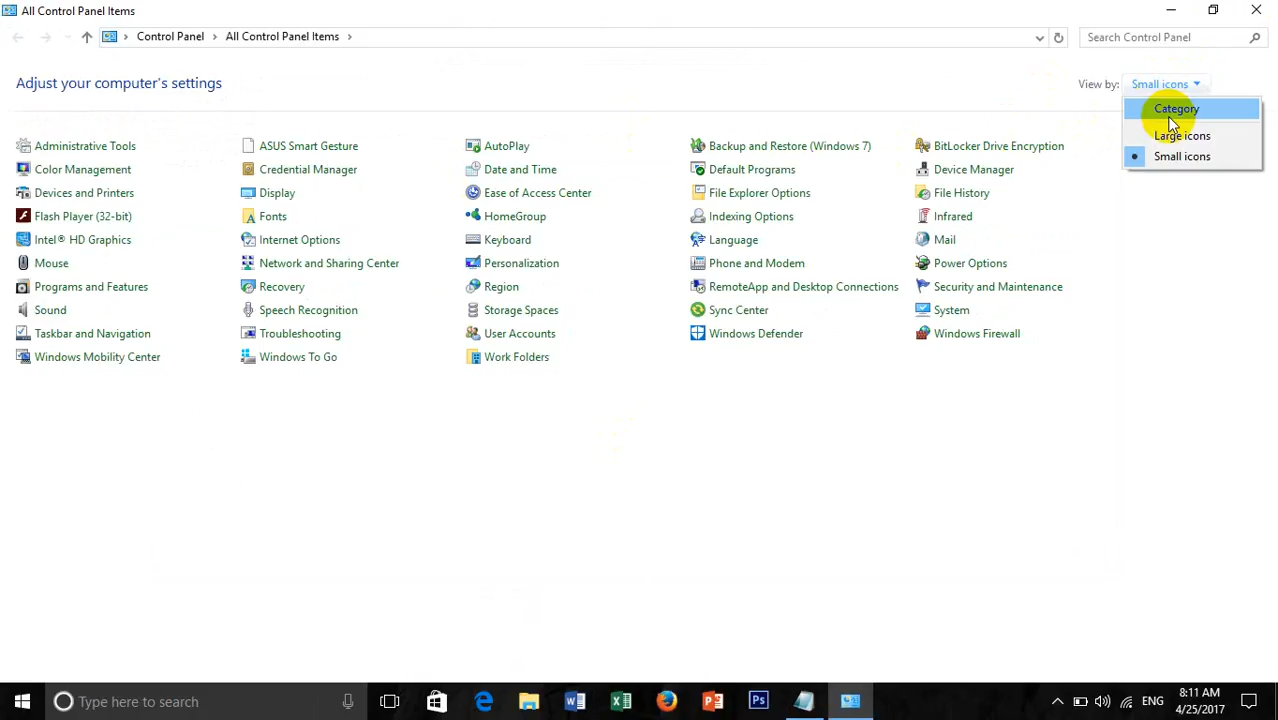 All Control Panel Items
Control Panel > All Control Panel Items >
Search Control Panel
Adjust your computer's settings
View by: Small icons
Category
Large icons
Small icons
Administrative Tools ASUS Smart Gesture AutoPlay Backup and Restore (Windows 7) BitLocker Drive Encryption
Color Management Credential Manager Date and Time Default Programs Device Manager
Devices and Printers Display Ease of Access Center File Explorer Options File History
Flash Player (32-bit) Fonts HomeGroup Indexing Options Infrared
Intel® HD Graphics Internet Options Keyboard Language Mail
Mouse Network and Sharing Center Personalization Phone and Modem Power Options
Programs and Features Recovery Region RemoteApp and Desktop Connections Security and Maintenance
Sound Speech Recognition Storage Spaces Sync Center System
Taskbar and Navigation Troubleshooting User Accounts Windows Defender Windows Firewall
Windows Mobility Center Windows To Go Work Folders
Type here to search
ENG
8:11 AM
4/25/2017